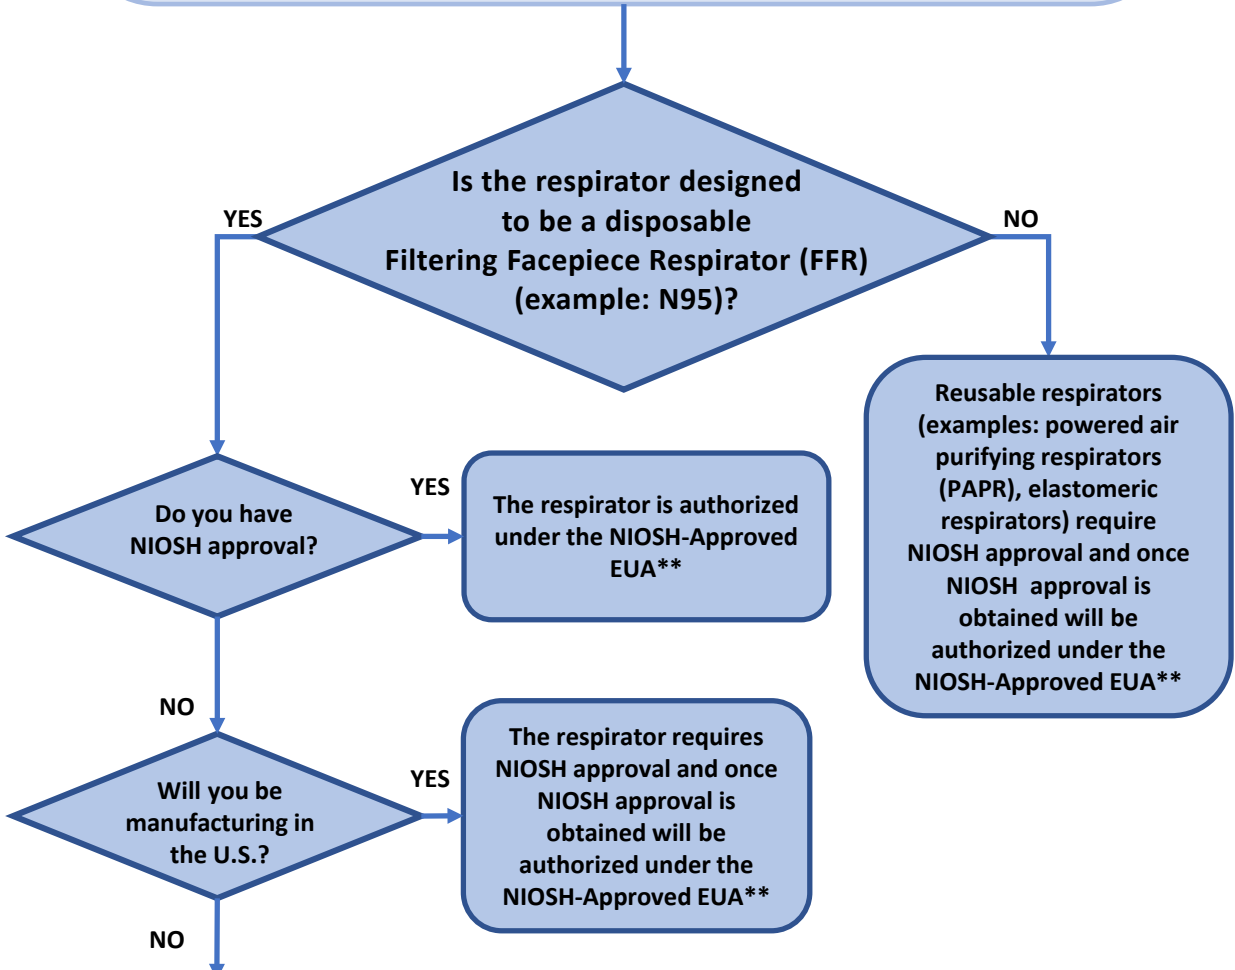 Is the respirator designed
to be a disposable
Filtering Facepiece Respirator (FFR)
(example: N95)?
YES
NO
Reusable respirators
(examples: powered air
purifying respirators
(PAPR), elastomeric
respirators) require
NIOSH approval and once
NIOSH approval is
obtained will be
authorized under the
NIOSH-Approved EUA**
Do you have
NIOSH approval?
YES
The respirator is authorized
under the NIOSH-Approved
EUA**
NO
Will you be
manufacturing in
the U.S.?
YES
The respirator requires
NIOSH approval and once
NIOSH approval is
obtained will be
authorized under the
NIOSH-Approved EUA**
NO